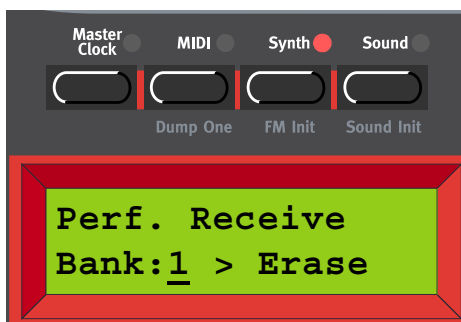 Master Clock MIDI Synth Sound
Dump One FM Init Sound Init
Perf. Receive
Bank:1 > Erase